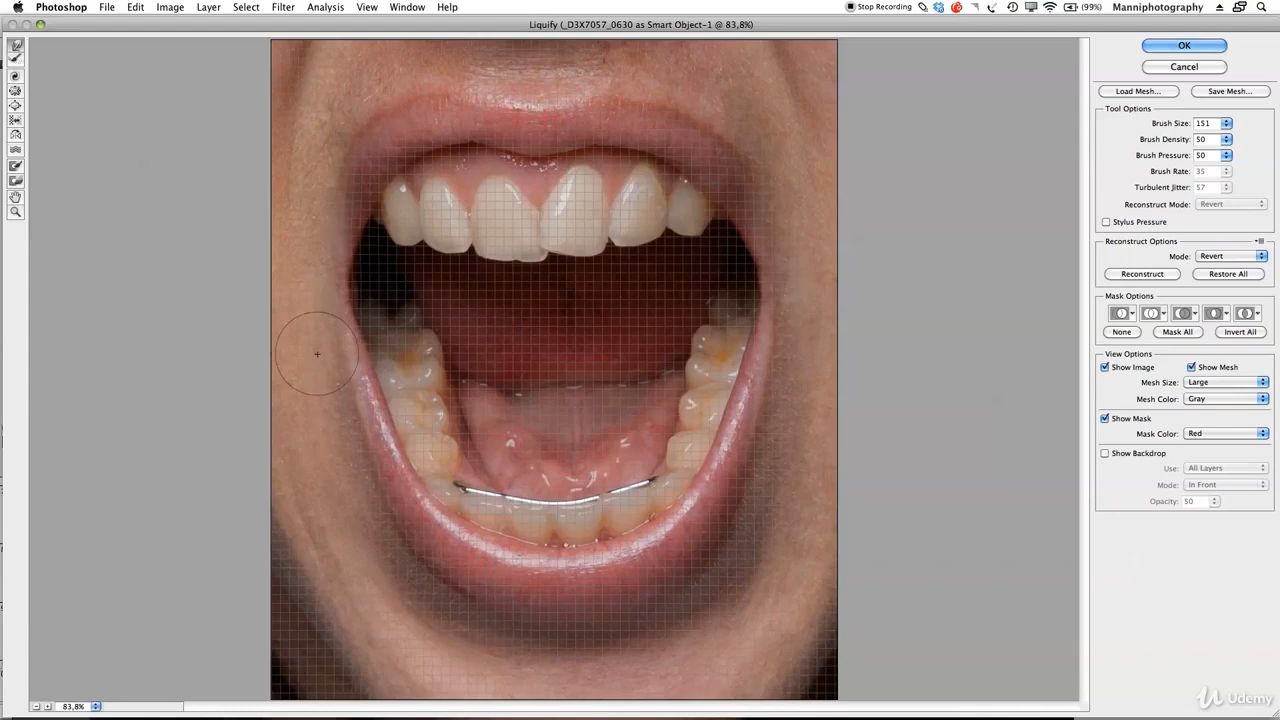 Photoshop File Edit Image Layer Select Filter Analysis View Window Help Stop Recording (99%) Manniphotography
Liquify (_D3X7057_0630 as Smart Object-1 @ 83,8%)
OK
Cancel
Load Mesh... Save Mesh...
Tool Options
Brush Size: 151
Brush Density: 50
Brush Pressure: 50
Brush Rate: 35
Turbulent Jitter: 57
Reconstruct Mode: Revert
Stylus Pressure
Reconstruct Options
Mode: Revert
Reconstruct Restore All
Mask Options
None Mask All Invert All
View Options
Show Image Show Mesh
Mesh Size: Large
Mesh Color: Gray
Show Mask
Mask Color: Red
Show Backdrop
Use: All Layers
Mode: In Front
Opacity: 50
83,8%
Udemy